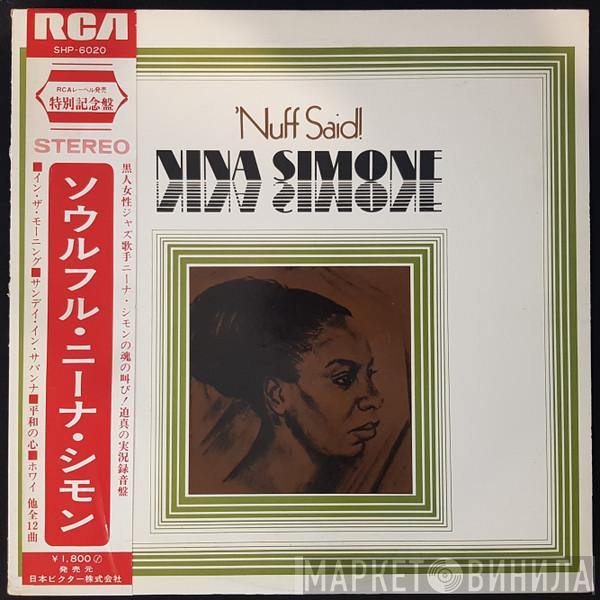 RCA
SHP-6020
RCAレーベル発売
特別記念盤
STEREO
黒人女性ジャズ歌手ニーナ・シモンの魂の叫び!迫真の実況録音盤
ソウルフル・ニーナ・シモン
■イン・ザ・モーニング■サンデイ・イン・サバンナ■平和の心■ホワイ 他全12曲
¥1,800
発売元
日本ビクター株式会社
'Nuff Said!
NINA SIMONE
NINA SIMONE
МАРКЕТ ВИНИЛА